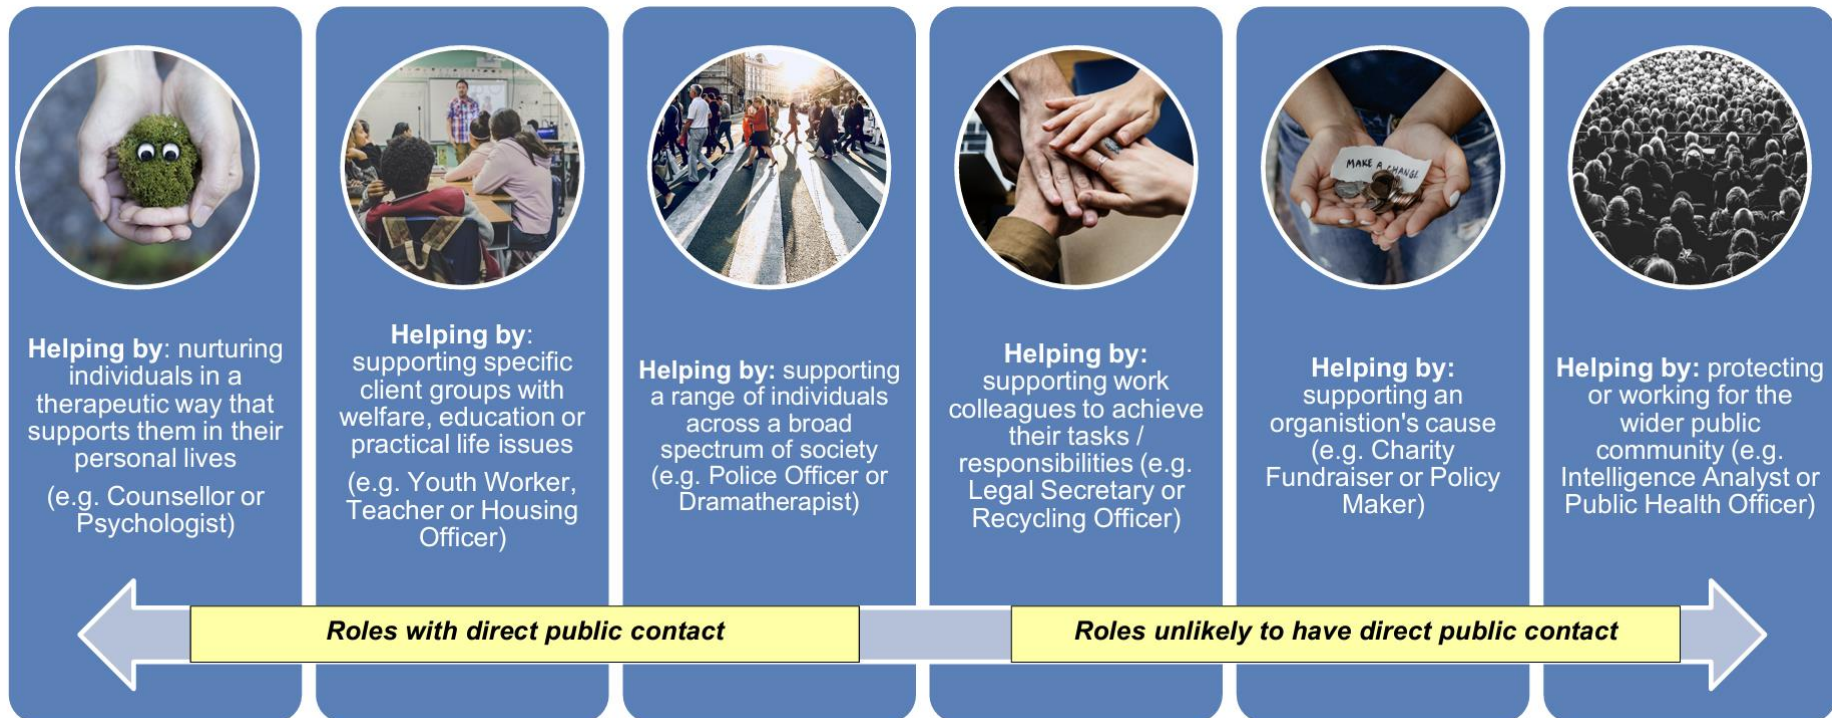 Helping by: nurturing
individuals in a
therapeutic way that
supports them in their
personal lives
(e.g. Counsellor or
Psychologist)
Helping by:
supporting specific
client groups with
welfare, education or
practical life issues
(e.g. Youth Worker,
Teacher or Housing
Officer)
Helping by: supporting
a range of individuals
across a broad
spectrum of society
(e.g. Police Officer or
Dramatherapist)
Helping by:
supporting work
colleagues to achieve
their tasks /
responsibilities (e.g.
Legal Secretary or
Recycling Officer)
MAKE A CHANGE
Helping by:
supporting an
organistion's cause
(e.g. Charity
Fundraiser or Policy
Maker)
Helping by: protecting
or working for the
wider public
community (e.g.
Intelligence Analyst or
Public Health Officer)
Roles with direct public contact
Roles unlikely to have direct public contact